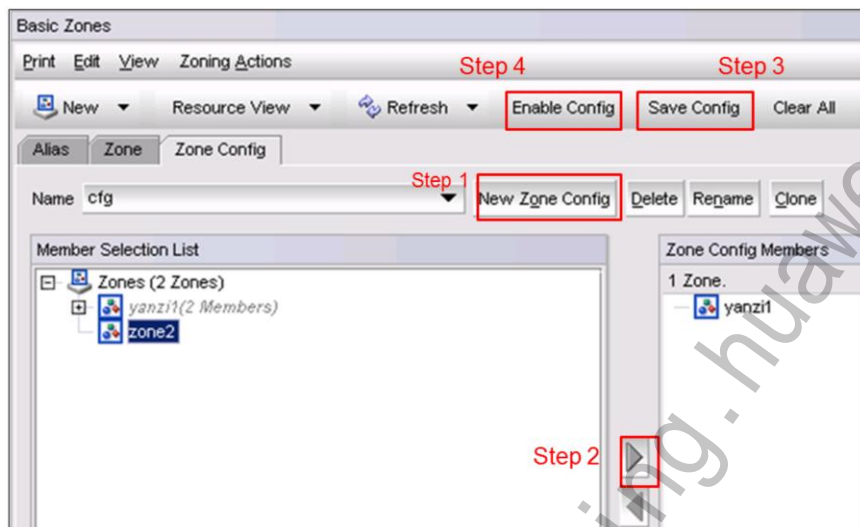 Basic Zones
Print Edit View Zoning Actions
Step 4 Step 3
New Resource View Refresh Enable Config Save Config Clear All
Alias Zone Zone Config
Step 1
Name cfg New Zone Config Delete Rename Clone
Member Selection List Zone Config Members
Zones (2 Zones) 1 Zone.
yanzi1(2 Members) yanzi1
zone2
Step 2